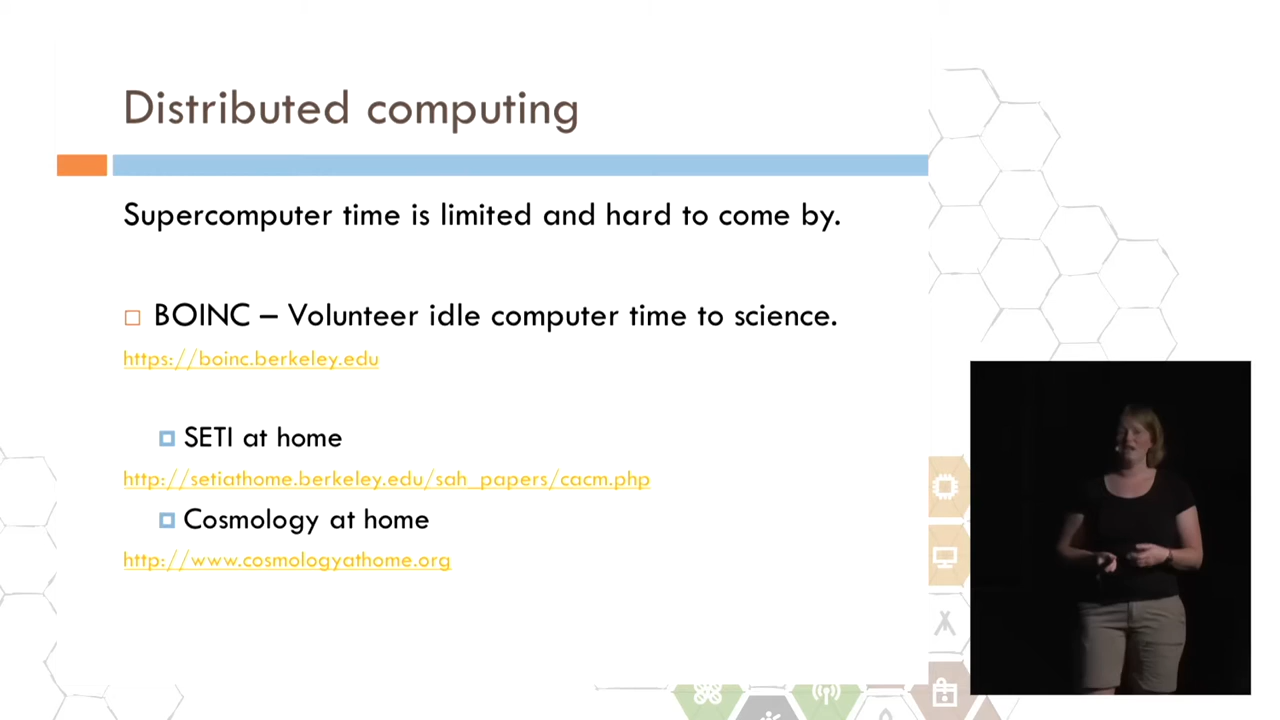 Distributed computing
Supercomputer time is limited and hard to come by.
BOINC – Volunteer idle computer time to science.
https://boinc.berkeley.edu
SETI at home
http://setiathome.berkeley.edu/sah_papers/cacm.php
Cosmology at home
http://www.cosmologyathome.org